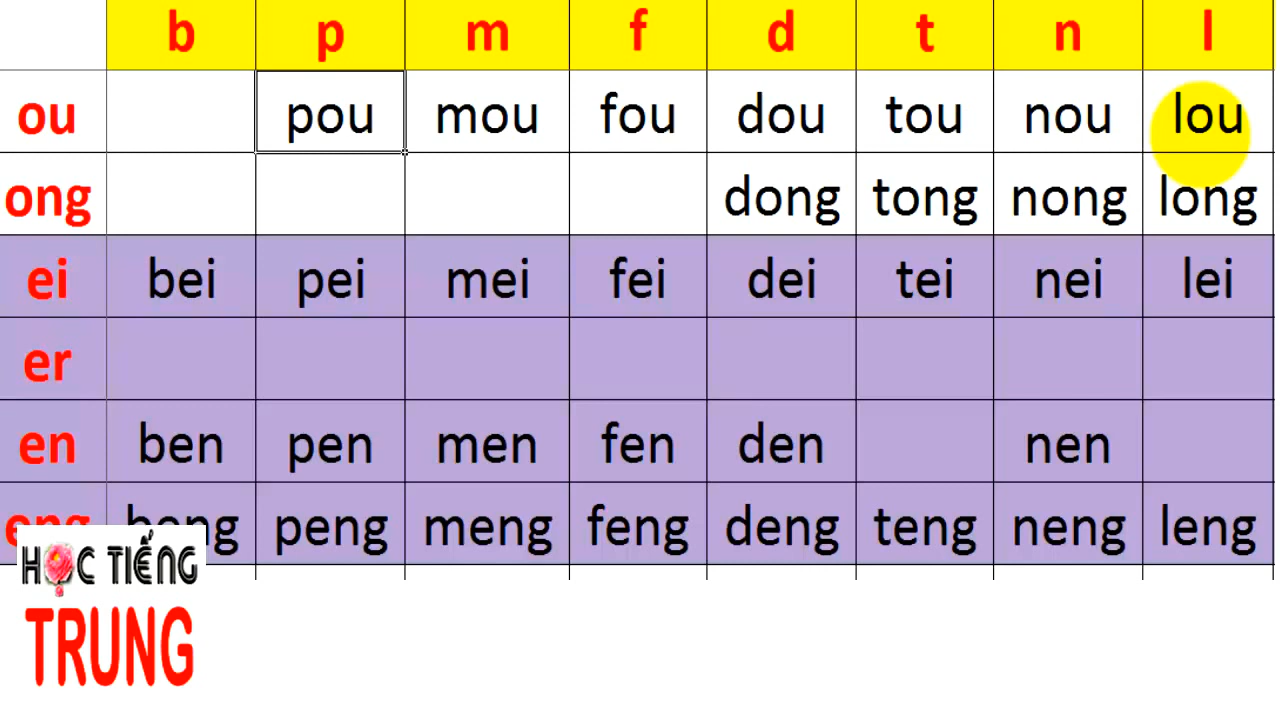 b p m f d t n l
ou pou mou fou dou tou nou lou
ong dong tong nong long
ei bei pei mei fei dei tei nei lei
er
en ben pen men fen den nen
eng beng peng meng feng deng teng neng leng
HỌC TIẾNG
TRUNG